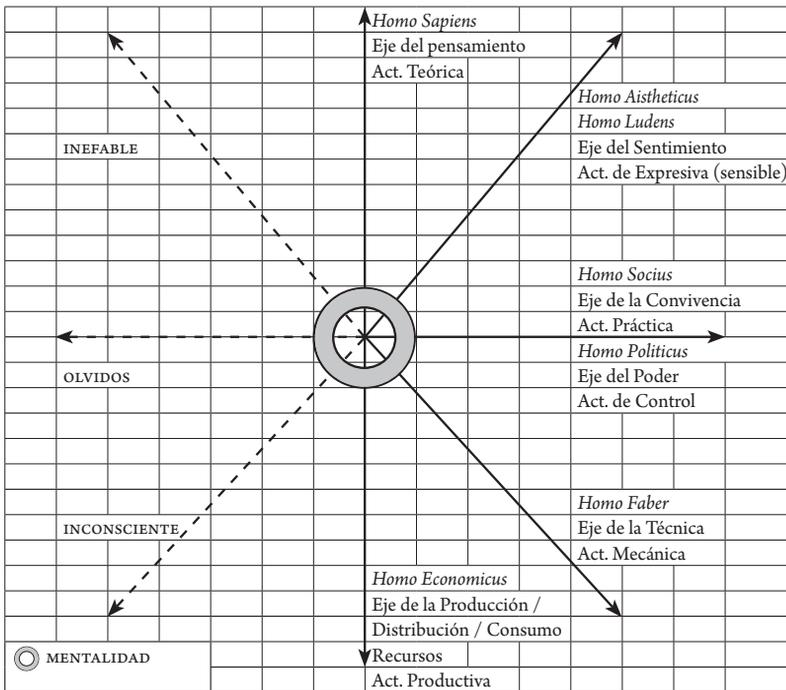 Homo Sapiens
Eje del pensamiento
Act. Teórica
Homo Aistheticus
Homo Ludens
Eje del Sentimiento
Act. de Expresiva (sensible)
INEFABLE
Homo Socius
Eje de la Convivencia
Act. Práctica
Homo Politicus
Eje del Poder
Act. de Control
OLVIDOS
Homo Faber
Eje de la Técnica
Act. Mecánica
INCONSCIENTE
Homo Economicus
Eje de la Producción /
Distribución / Consumo
Recursos
Act. Productiva
MENTALIDAD